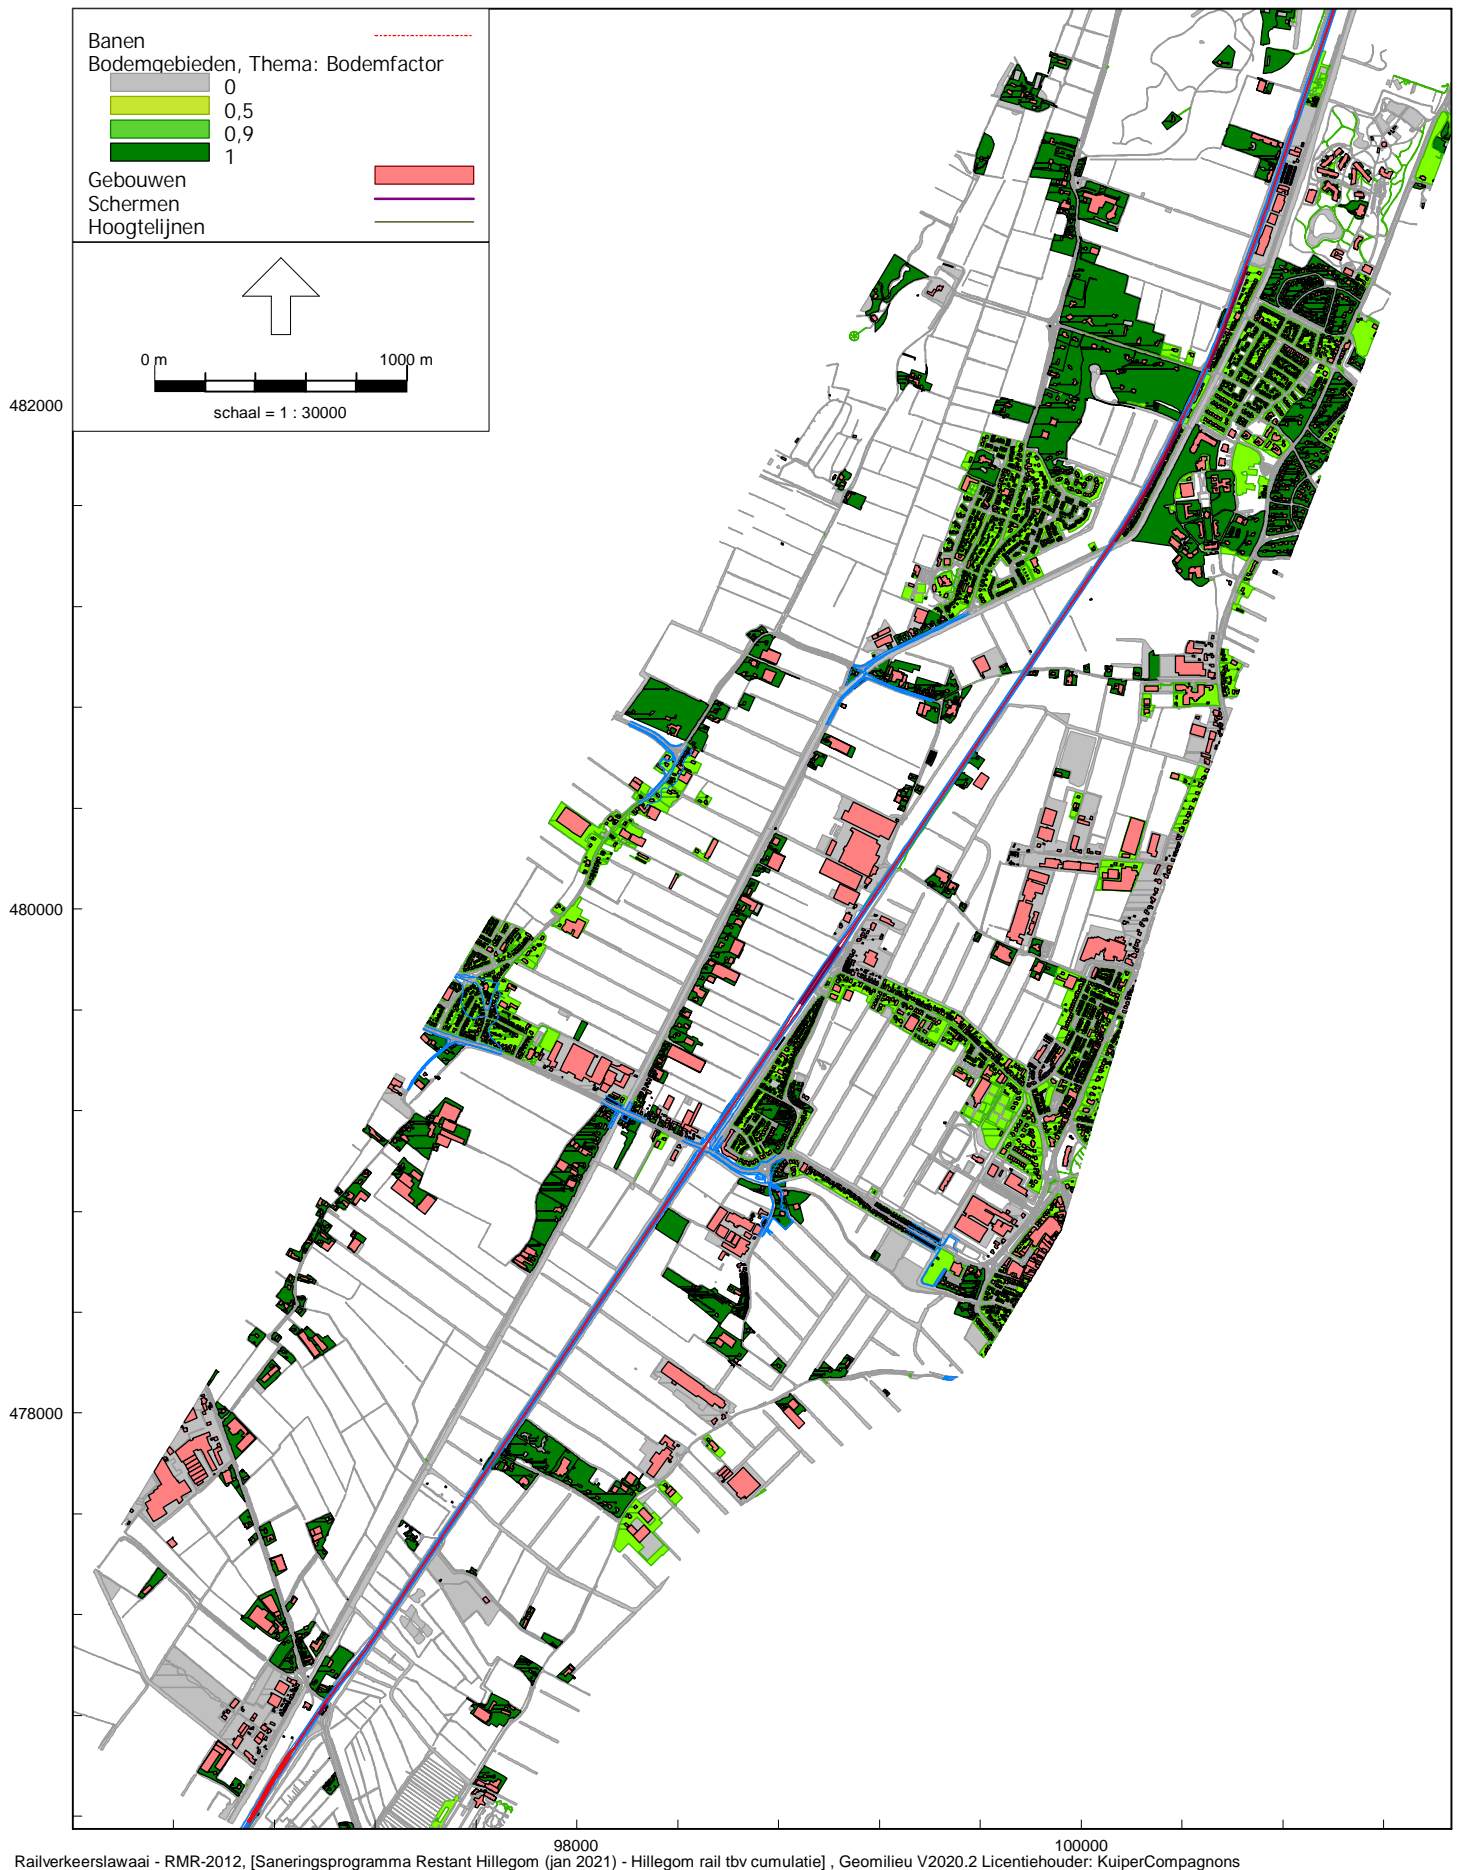 Banen
Bodemgebieden, Thema: Bodemfactor
0
0,5
0,9
1
Gebouwen
Schermen
Hoogtelijnen
0 m 1000 m
schaal = 1 : 30000
482000
480000
478000
98000 100000
Railverkeerslawaai - RMR-2012, [Saneringsprogramma Restant Hillegom (jan 2021) - Hillegom rail tbv cumulatie] , Geomilieu V2020.2 Licentiehouder: KuiperCompagnons